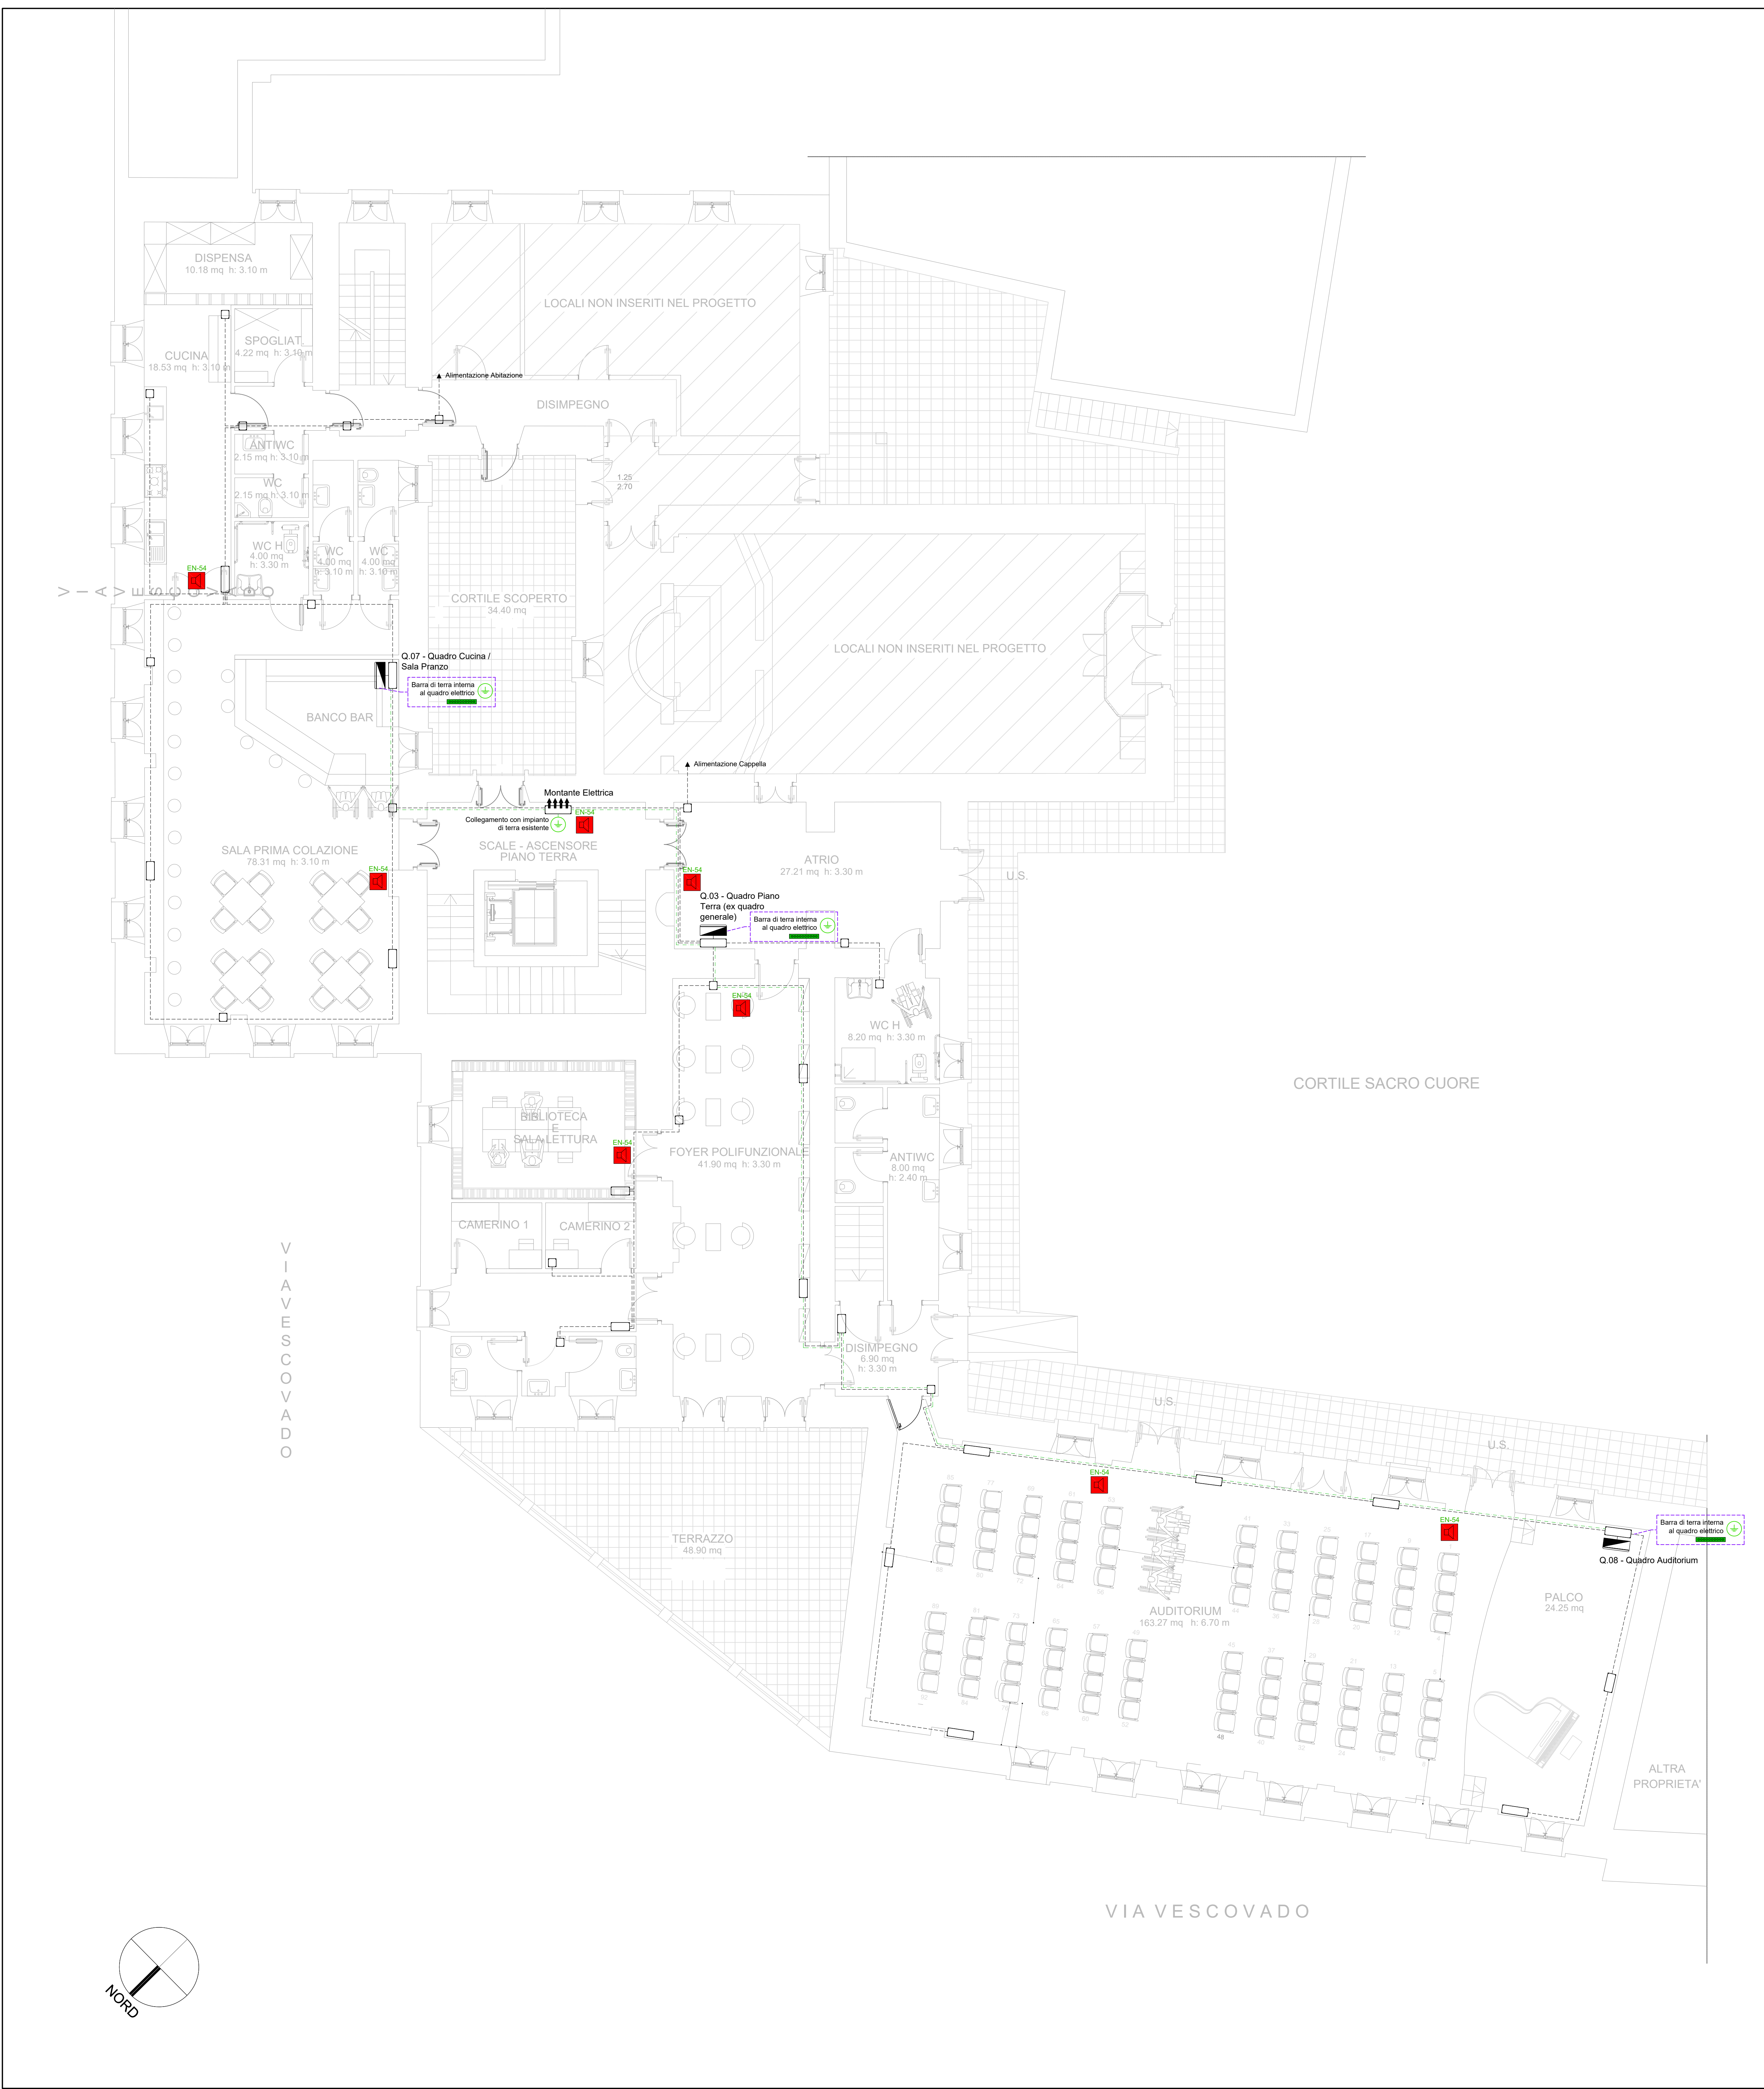 DISPENSA
10.18 mq h: 3.10 m
LOCALI NON INSERITI NEL PROGETTO
SPOGLIAT.
4.22 mq h: 3.10 m
CUCINA
18.53 mq h: 3.10 m
Alimentazione Abitazione
DISIMPEGNO
ANTIWC
2.15 mq h: 3.10 m
WC
2.15 mq h: 3.10 m
1.25
2.70
WC H
4.00 mq
h: 3.30 m
WC
4.00 mq
h: 3.10 m
WC
4.00 mq
h: 3.10 m
EN-54
VIA VESCOVADO
CORTILE SCOPERTO
34.40 mq
LOCALI NON INSERITI NEL PROGETTO
Q.07 - Quadro Cucina /
Sala Pranzo
Barra di terra interna
al quadro elettrico
BANCO BAR
Alimentazione Cappella
Montante Elettrica
Collegamento con impianto
di terra esistente
EN-54
SCALE - ASCENSORE
PIANO TERRA
SALA PRIMA COLAZIONE
78.31 mq h: 3.10 m
EN-54
ATRIO
27.21 mq h: 3.30 m
U.S.
EN-54
Q.03 - Quadro Piano
Terra (ex quadro
generale)
Barra di terra interna
al quadro elettrico
EN-54
WC H
8.20 mq h: 3.30 m
CORTILE SACRO CUORE
BIBLIOTECA
E
SALA LETTURA
EN-54
FOYER POLIFUNZIONALE
41.90 mq h: 3.30 m
ANTIWC
8.00 mq
h: 2.40 m
CAMERINO 1
CAMERINO 2
VIA VESCOVADO
DISIMPEGNO
6.90 mq
h: 3.30 m
U.S.
U.S.
EN-54
EN-54
Barra di terra interna
al quadro elettrico
Q.08 - Quadro Auditorium
TERRAZZO
48.90 mq
PALCO
24.25 mq
AUDITORIUM
163.27 mq h: 6.70 m
48
ALTRA
PROPRIETA'
VIA VESCOVADO
NORD